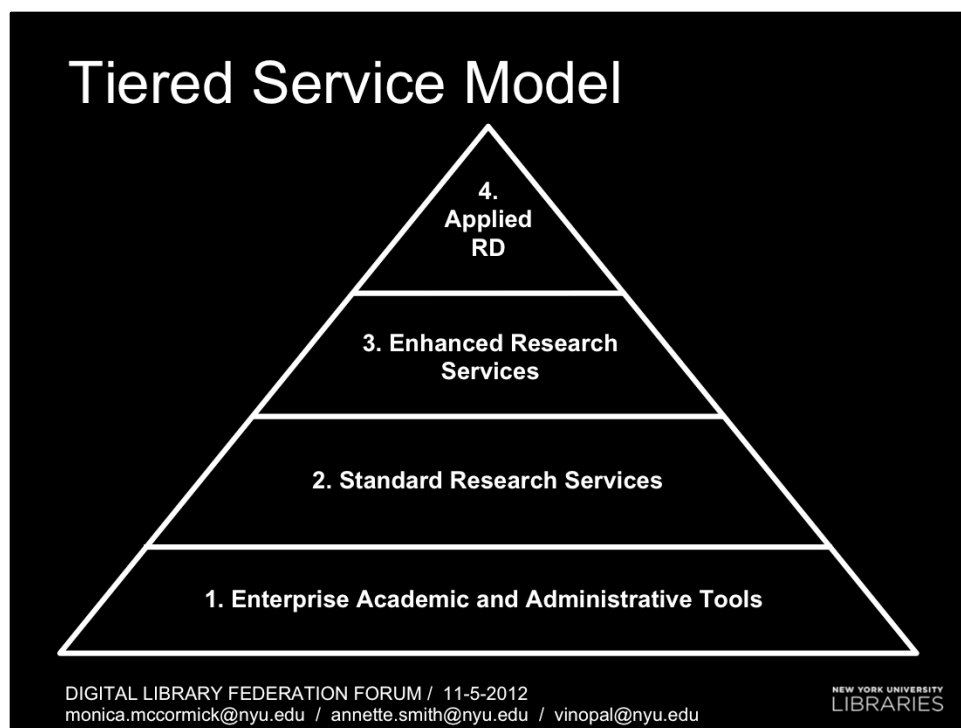 Tiered Service Model
4.
Applied
RD
3. Enhanced Research
Services
2. Standard Research Services
1. Enterprise Academic and Administrative Tools
DIGITAL LIBRARY FEDERATION FORUM / 11-5-2012
monica.mccormick@nyu.edu / annette.smith@nyu.edu / vinopal@nyu.edu
NEW YORK UNIVERSITY
LIBRARIES